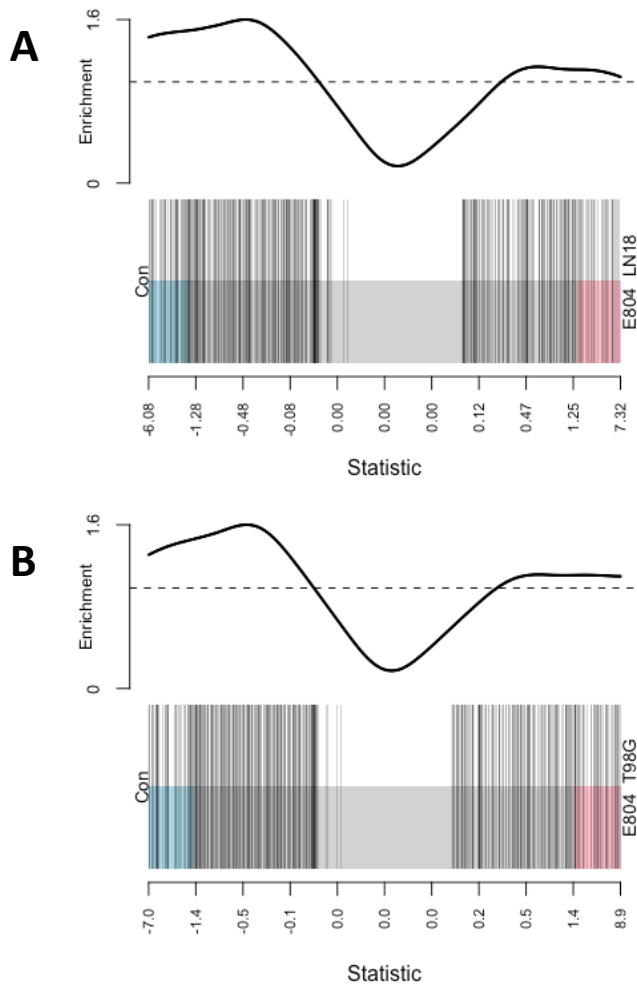 A
1.6
Enrichment
0
Con
E804 LN18
-6.08
-1.28
-0.48
-0.08
0.00
0.00
0.00
0.12
0.47
1.25
7.32
Statistic
B
1.6
Enrichment
0
Con
E804 T98G
-7.0
-1.4
-0.5
-0.1
0.0
0.0
0.0
0.2
0.5
1.4
8.9
Statistic